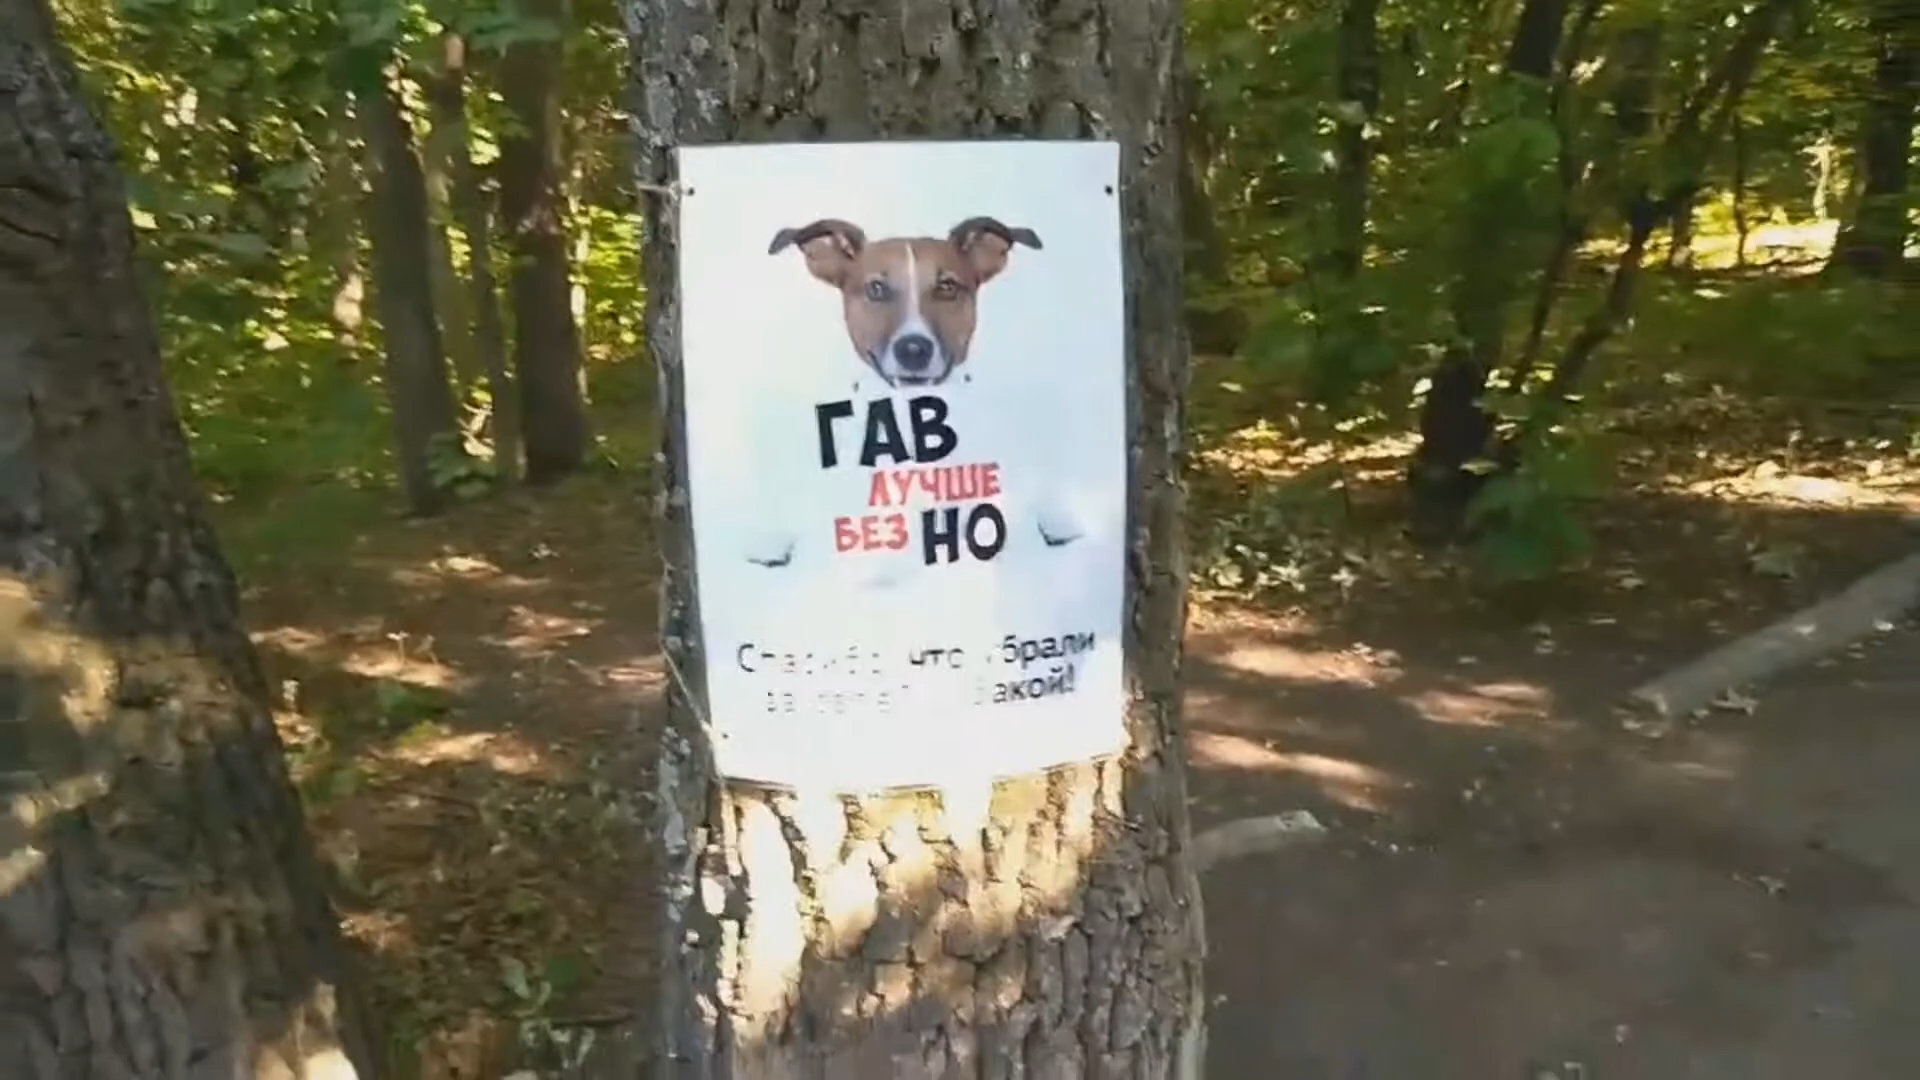 ГАВ
ЛУЧШЕ
БЕЗ НО
Спасибо что убрали
за собакой!